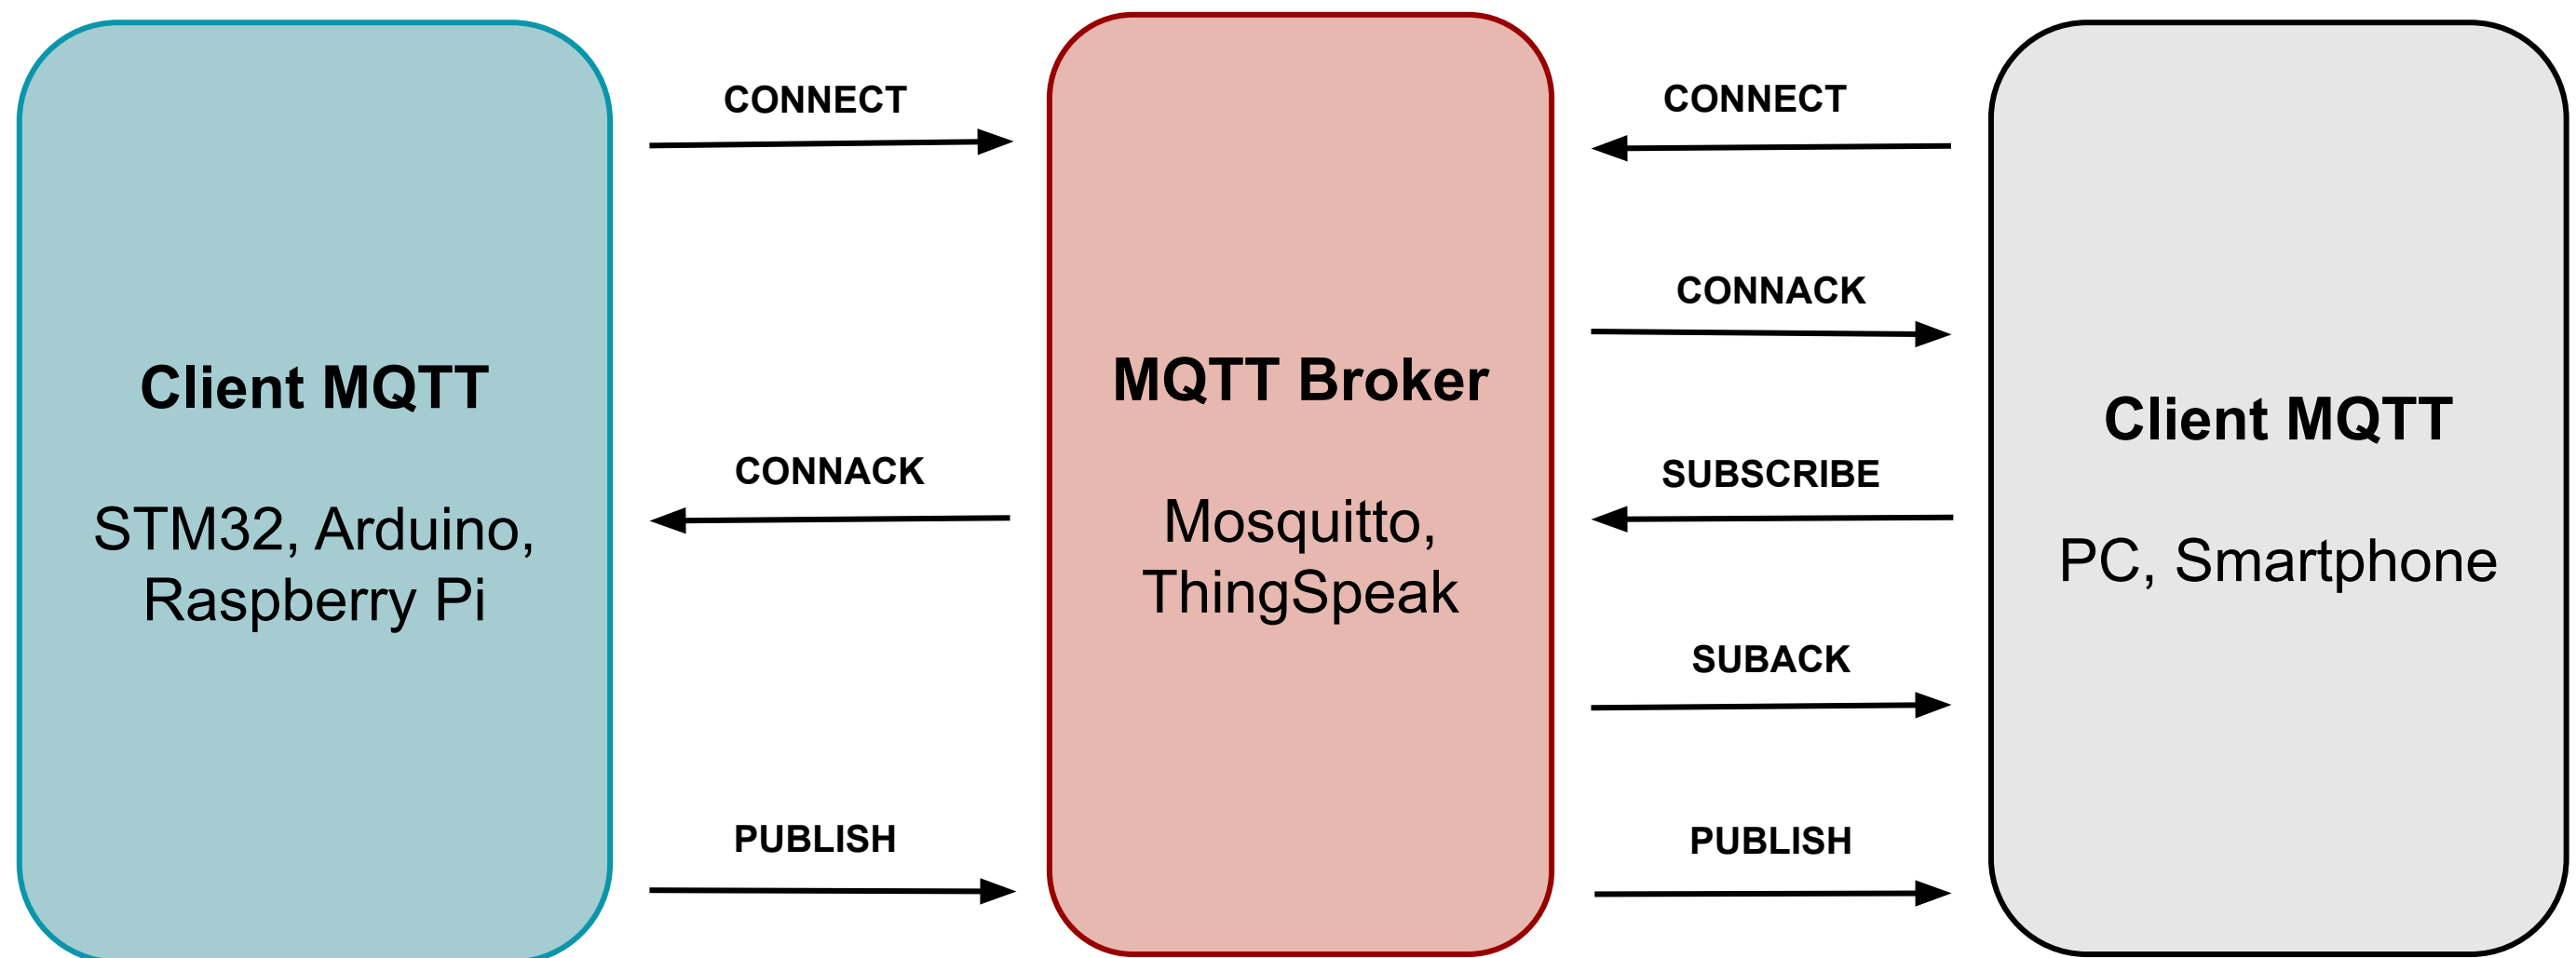 Client MQTT
STM32, Arduino,
Raspberry Pi
CONNECT
CONNACK
PUBLISH
MQTT Broker
Mosquitto,
ThingSpeak
CONNECT
CONNACK
SUBSCRIBE
SUBACK
PUBLISH
Client MQTT
PC, Smartphone